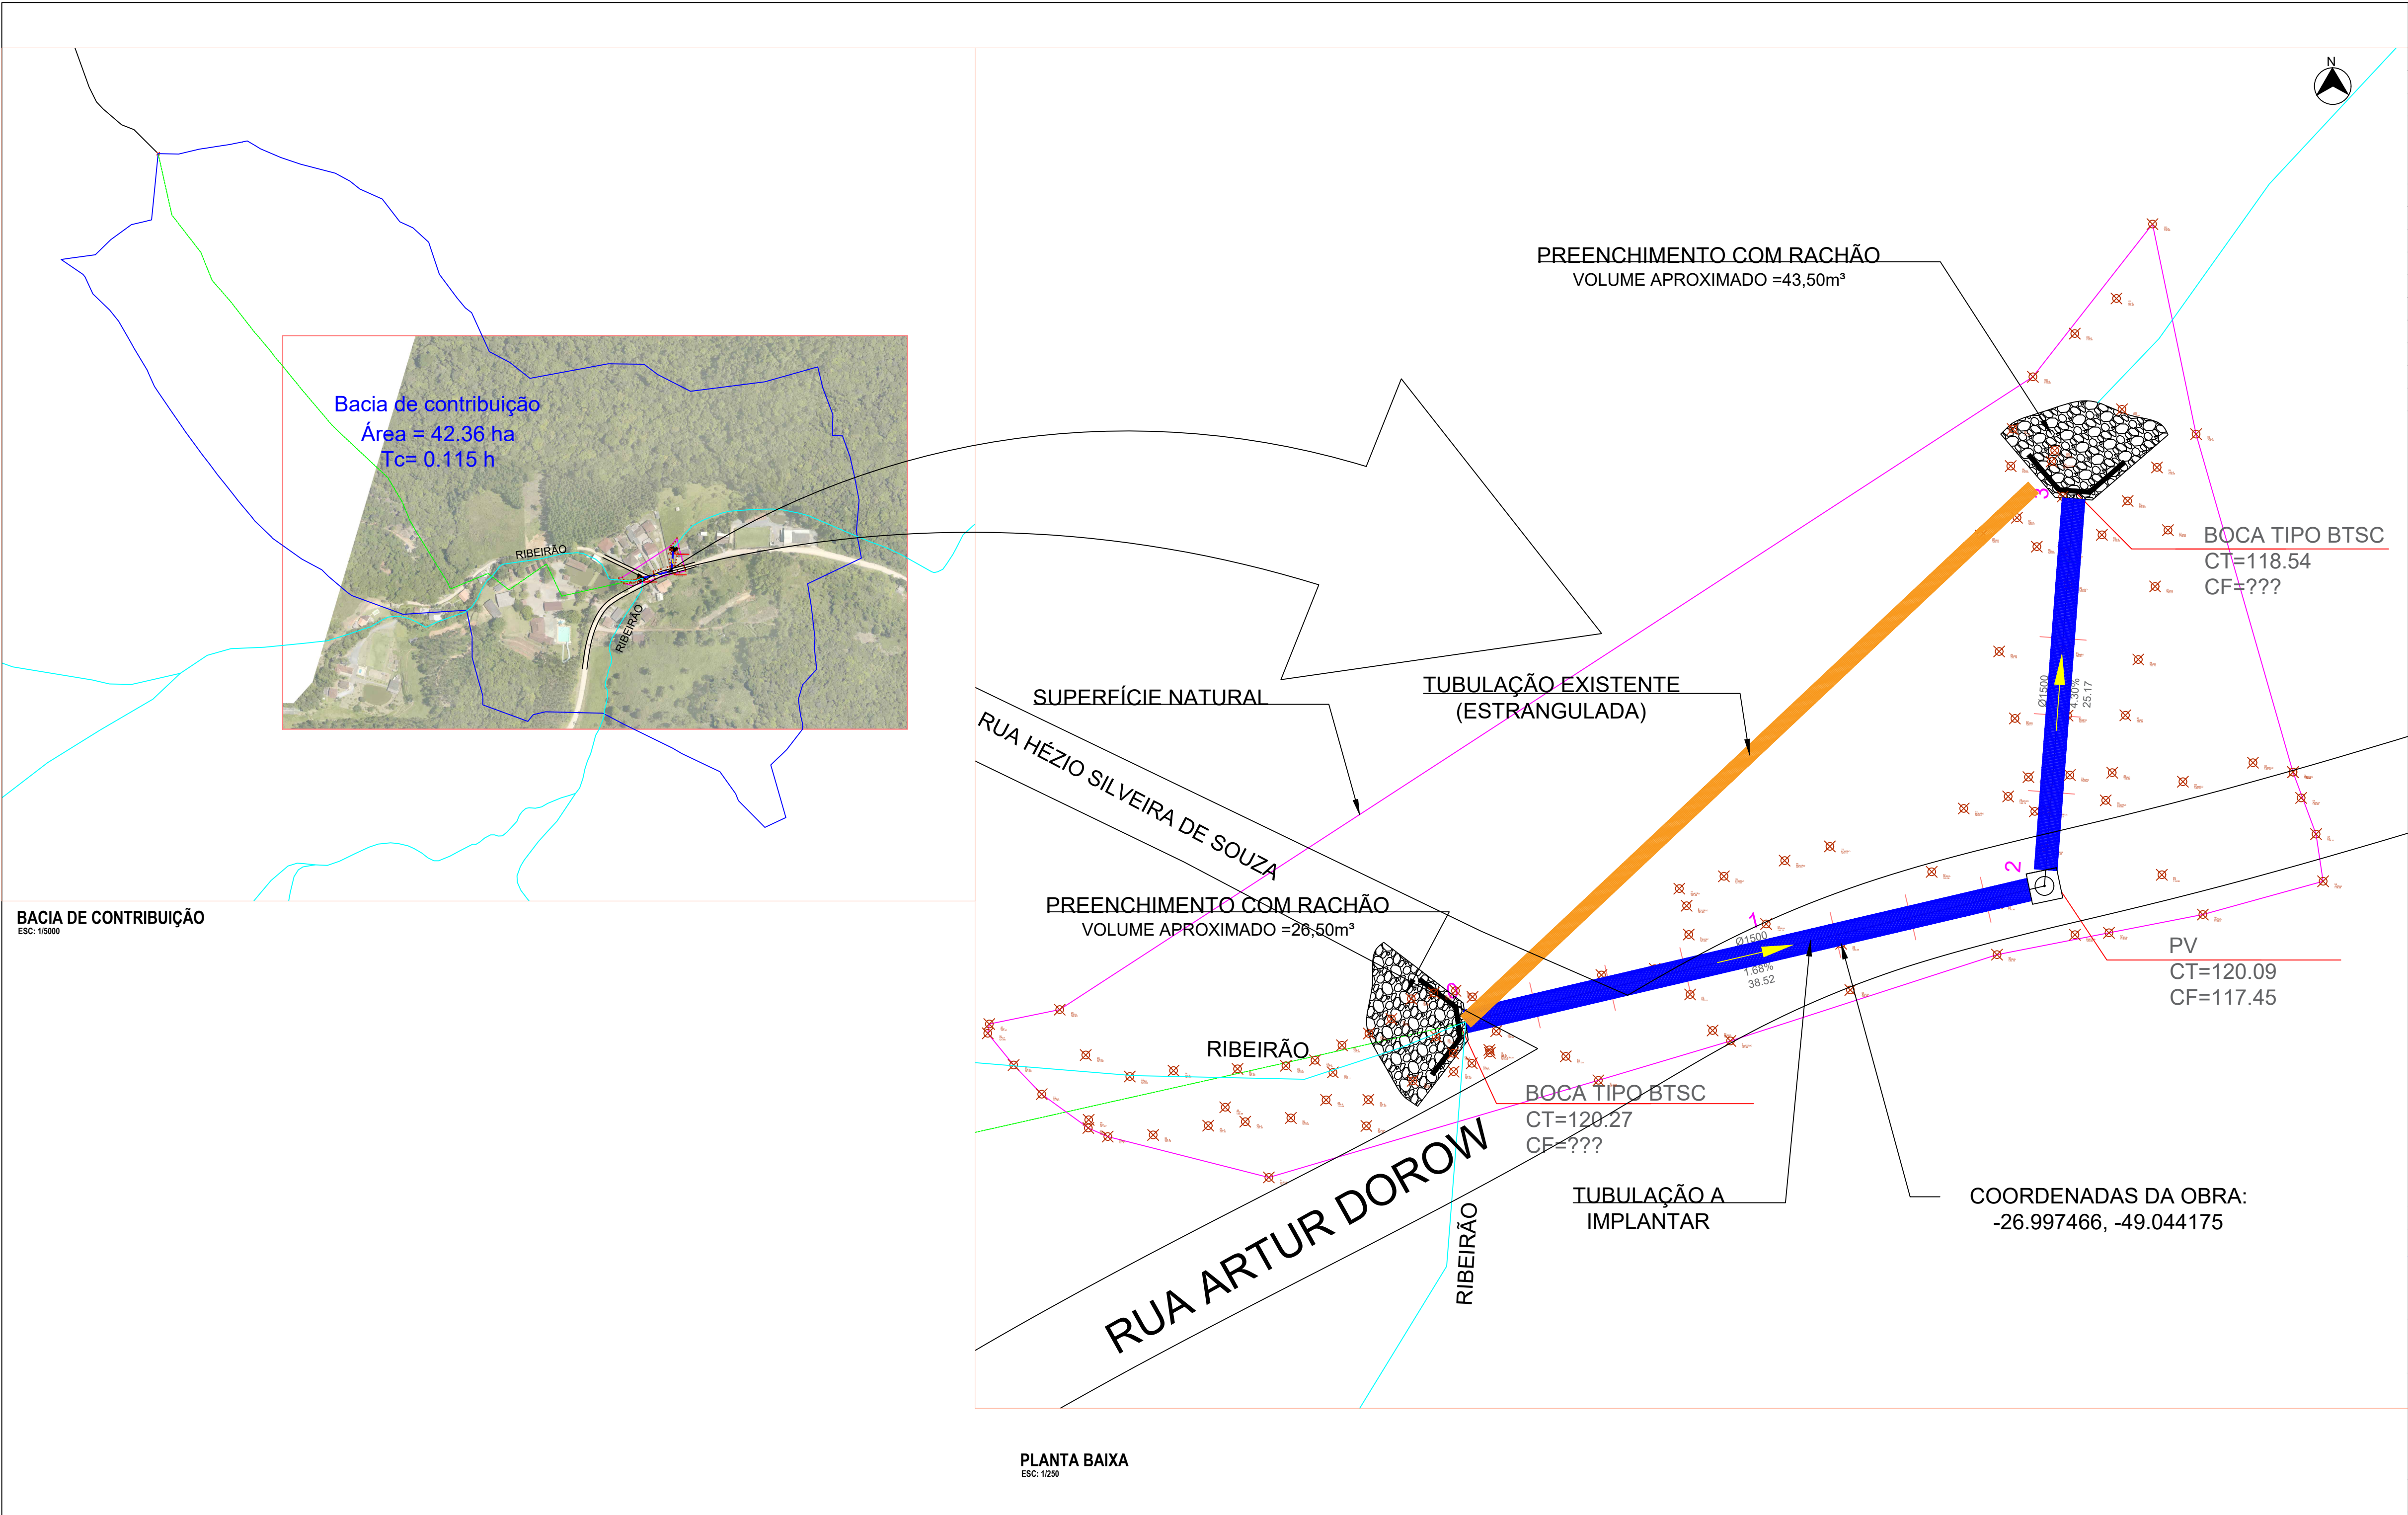 N
Bacia de contribuição
Área = 42.36 ha
Tc= 0.115 h
RIBEIRÃO
RIBEIRÃO
BACIA DE CONTRIBUIÇÃO
ESC: 1/5000
PREENCHIMENTO COM RACHÃO
VOLUME APROXIMADO =43,50m³
3
BOCA TIPO BTSC
CT=118.54
CF=???
Ø1500
4.30%
25.17
SUPERFÍCIE NATURAL
TUBULAÇÃO EXISTENTE
(ESTRANGULADA)
RUA HÉZIO SILVEIRA DE SOUZA
2
PREENCHIMENTO COM RACHÃO
VOLUME APROXIMADO =26,50m³
1
Ø1500
1.68%
38.52
PV
CT=120.09
CF=117.45
RIBEIRÃO
BOCA TIPO BTSC
CT=120.27
CF=???
RUA ARTUR DOROW
RIBEIRÃO
TUBULAÇÃO A
IMPLANTAR
COORDENADAS DA OBRA:
-26.997466, -49.044175
PLANTA BAIXA
ESC: 1/250